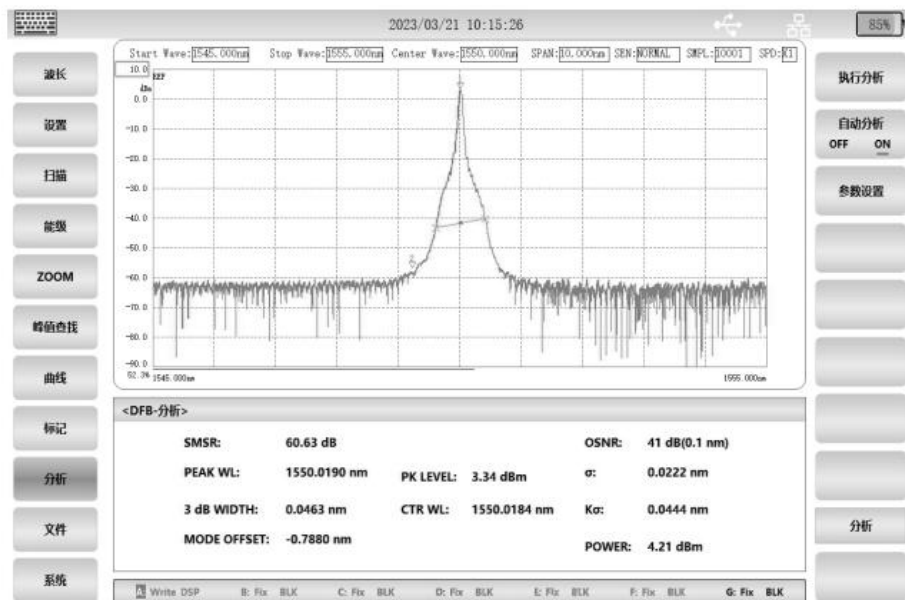 2023/03/21 10:15:26
85%
Start Wave:1545.000nm Stop Wave:1555.000nm Center Wave:1550.000nm SPAN:10.000nm SEN:NORMAL SMPL:10001 SPD:X1
波长
设置
扫描
能级
ZOOM
峰值查找
曲线
标记
分析
文件
系统
10.0
REF
dBm
0.0
-10.0
-20.0
-30.0
-40.0
-50.0
-60.0
-70.0
-80.0
-90.0
52.3% 1545.000nm 1555.000nm
执行分析
自动分析
OFF ON
参数设置
分析
<DFB-分析>
SMSR: 60.63 dB OSNR: 41 dB(0.1 nm)
PEAK WL: 1550.0190 nm PK LEVEL: 3.34 dBm σ: 0.0222 nm
3 dB WIDTH: 0.0463 nm CTR WL: 1550.0184 nm Kσ: 0.0444 nm
MODE OFFSET: -0.7880 nm POWER: 4.21 dBm
A: Write DSP B: Fix BLK C: Fix BLK D: Fix BLK E: Fix BLK F: Fix BLK G: Fix BLK